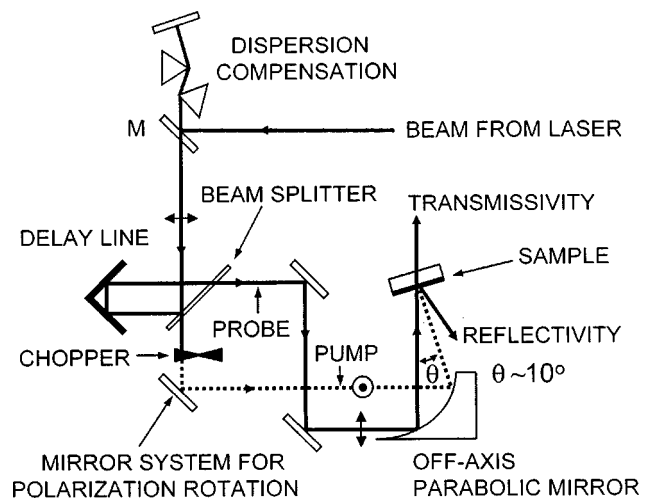 DISPERSION
COMPENSATION
M
BEAM FROM LASER
BEAM SPLITTER
TRANSMISSIVITY
DELAY LINE
SAMPLE
PROBE
REFLECTIVITY
CHOPPER
PUMP
θ
θ ~10°
MIRROR SYSTEM FOR
POLARIZATION ROTATION
OFF-AXIS
PARABOLIC MIRROR